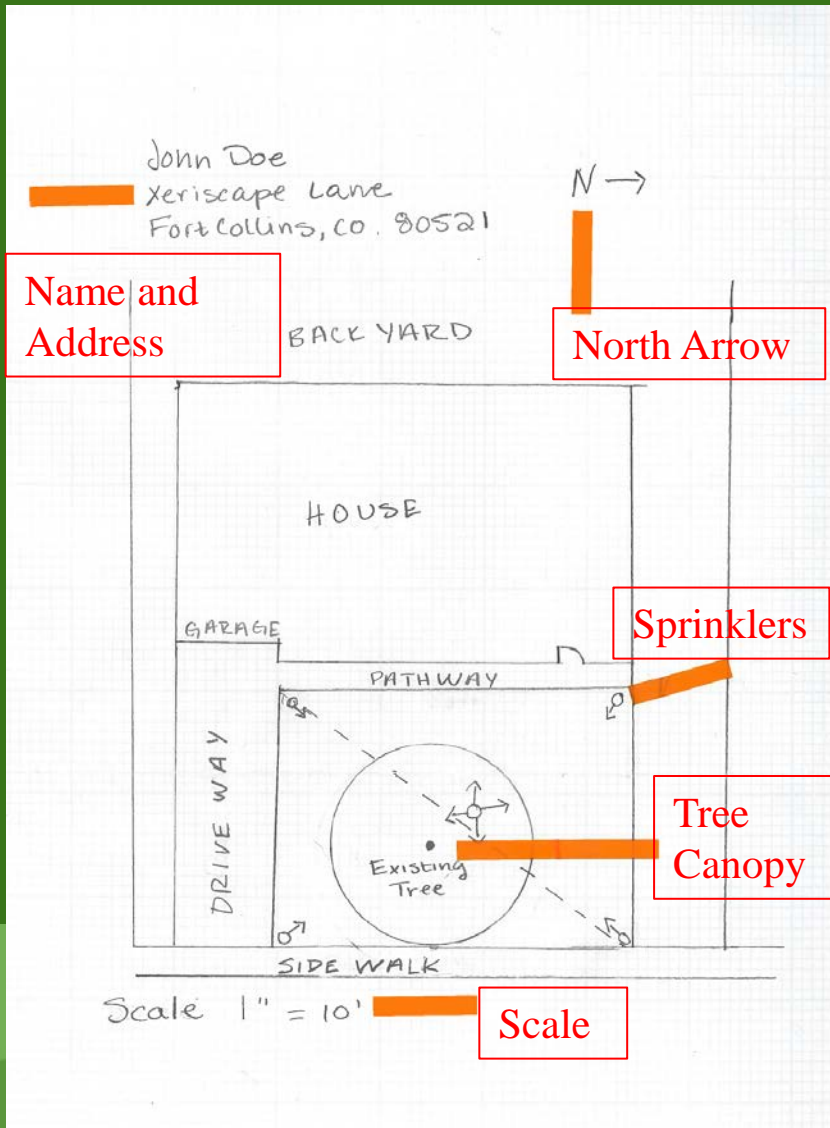 John Doe
Xeriscape Lane
Fort Collins, CO. 80521
N
Name and
Address
North Arrow
BACK YARD
HOUSE
Sprinklers
GARAGE
PATHWAY
DRIVE WAY
Tree
Canopy
Existing
Tree
SIDE WALK
Scale 1" = 10'
Scale